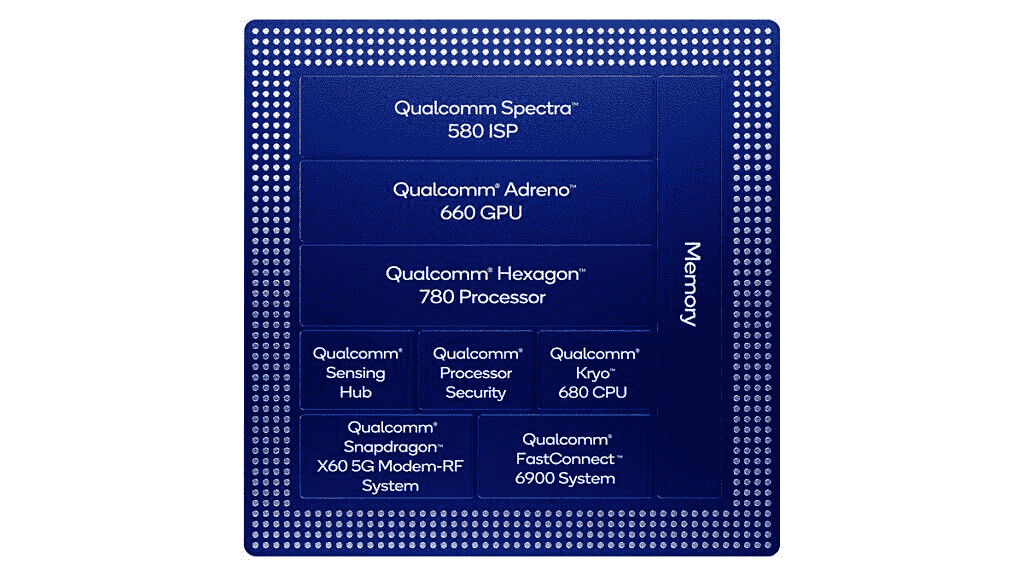 Qualcomm Spectra™
580 ISP
Qualcomm® Adreno™
660 GPU
Qualcomm® Hexagon™
780 Processor
Memory
Qualcomm®
Sensing
Hub
Qualcomm®
Processor
Security
Qualcomm®
Kryo™
680 CPU
Qualcomm®
Snapdragon™
X60 5G Modem-RF
System
Qualcomm®
FastConnect™
6900 System